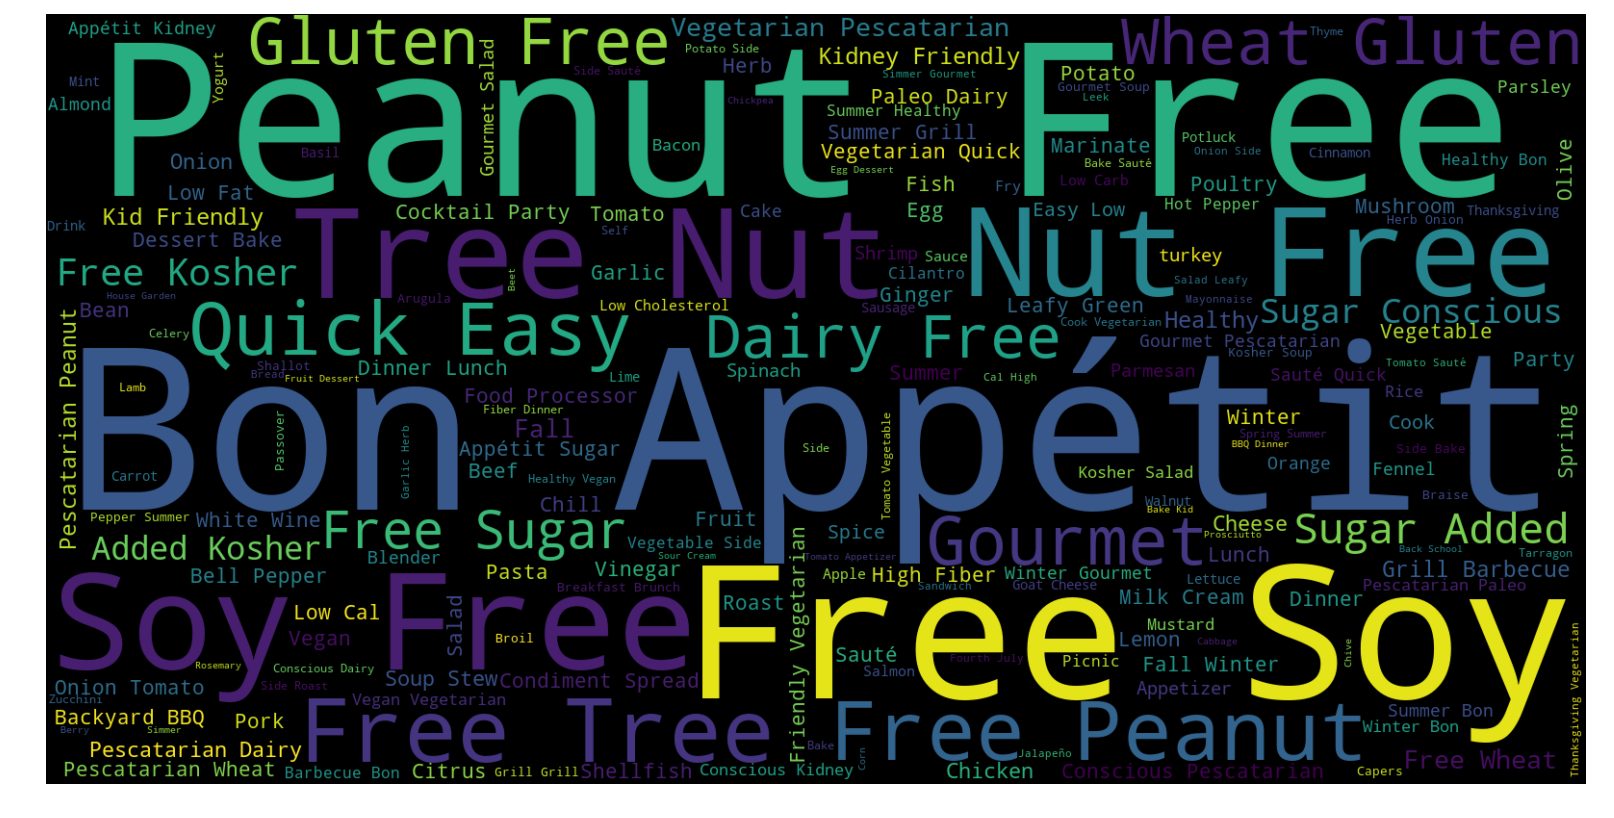 Appétit Kidney
Gluten Free
Vegetarian Pescatarian
Wheat Gluten
Thyme
Potato Side
Kidney Friendly
Herb
Mint
Yogurt
Gourmet Salad
Side Sauté
Simmer Gourmet
Potato
Gourmet Soup
Parsley
Almond
Peanut Free
Chickpea
Paleo Dairy
Leek
Summer Healthy
Summer Grill
Marinate
Potluck
Onion
Basil
Bacon
Vegetarian Quick
Onion Side
Cinnamon
Healthy Bon
Bake Sauté
Egg Dessert
Low Fat
Fish
Fry
Low Carb
Poultry
Olive
Hot Pepper
Kid Friendly
Cocktail Party
Tomato
Cake
Egg
Easy Low
Mushroom
Thanksgiving
Herb Onion
Drink
Dessert Bake
Tree Nut
Self
Nut Free
Shrimp
Sauce
turkey
Free Kosher
Beet
Garlic
Cilantro
Salad Leafy
House Garden
Arugula
Ginger
Bean
Low Cholesterol
Sausage
Leafy Green
Mayonnaise
Sugar Conscious
Healthy
Celery
Quick Easy
Dairy Free
Cook Vegetarian
Vegetable
Gourmet Pescatarian
Kosher Soup
Pescatarian Peanut
Shallot
Bread
Fruit Dessert
Dinner Lunch
Lime
Spinach
Summer
Cal High
Parmesan
Sauté Quick
Tomato Sauté
Party
Lamb
Food Processor
Rice
Bon Appétit
Fiber Dinner
Passover
Fall
Winter
Cook
Spring
Garlic Herb
Appétit Sugar
Side
Tomato Vegetable
Spring Summer
BBQ Dinner
Side Bake
Carrot
Beef
Healthy Vegan
Kosher Salad
Orange
Fennel
Chill
Walnut
Bake Kid
Braise
Pepper Summer
White Wine
Free Sugar
Fruit
Spice
Gourmet
Cheese
Prosciutto
Sugar Added
Added Kosher
Blender
Vegetable Side
Sour Cream
Friendly Vegetarian
Tomato Appetizer
Lunch
Back School
Tarragon
Bell Pepper
Pasta
Vinegar
Apple
High Fiber
Winter Gourmet
Lettuce
Grill Barbecue
Soy Free
Breakfast Brunch
Sandwich
Goat Cheese
Pescatarian Paleo
Low Cal
Salad
Roast
Free Soy
Milk Cream
Dinner
Vegan
Broil
Mustard
Lemon
Cabbage
Chive
Rosemary
Conscious Dairy
Sauté
Salmon
Fourth July
Picnic
Fall Winter
Onion Tomato
Side Roast
Soup Stew
Condiment Spread
Appetizer
Thanksgiving Vegetarian
Zucchini
Vegan Vegetarian
Backyard BBQ
Pork
Free Tree
Free Peanut
Summer Bon
Berry
Simmer
Winter Bon
Pescatarian Dairy
Bake
Corn
Jalapeño
Free Wheat
Pescatarian Wheat
Barbecue Bon
Citrus
Grill Grill
Shellfish
Conscious Kidney
Chicken
Conscious Pescatarian
Capers